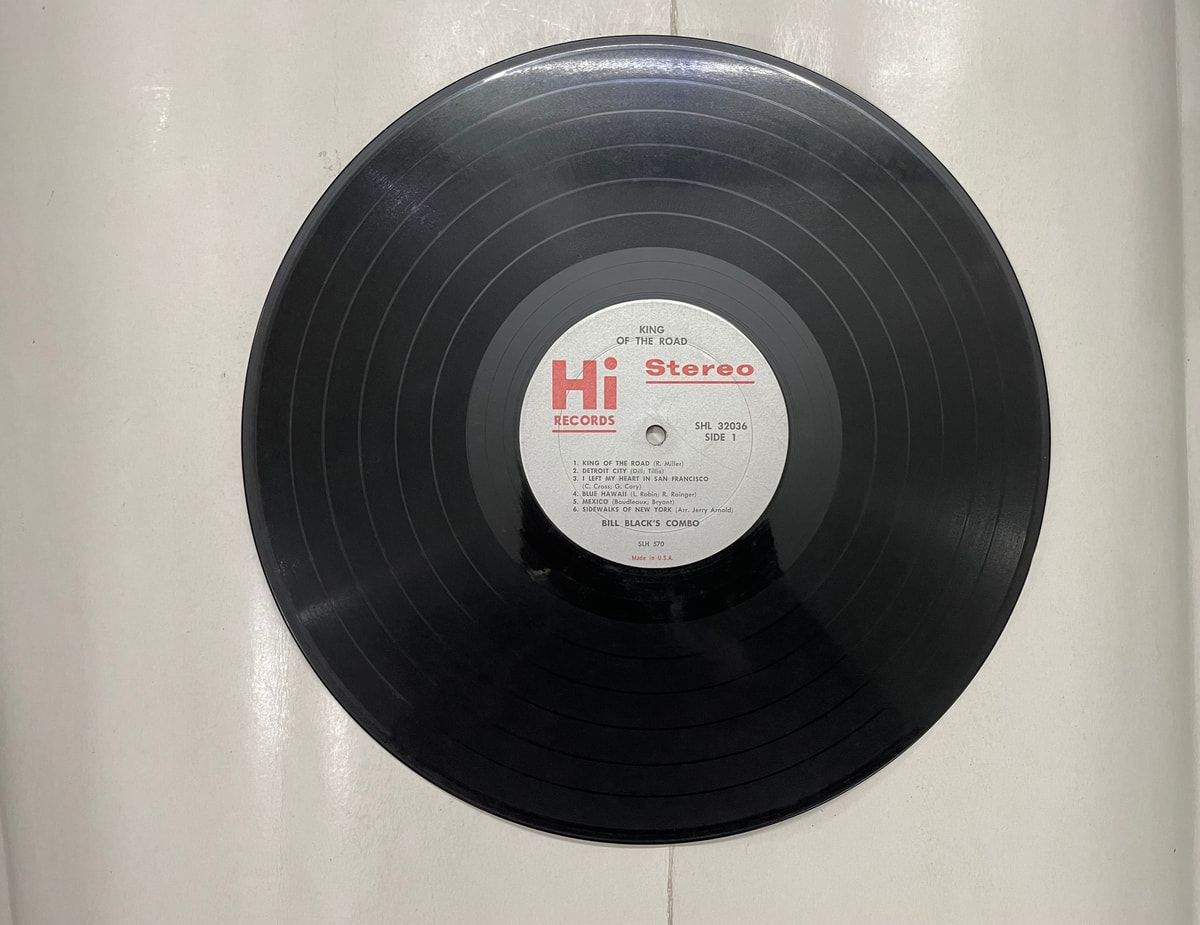 KING
OF THE ROAD
Hi Stereo
RECORDS
SHL 32036
SIDE 1
1. KING OF THE ROAD (R. Miller)
2. DETROIT CITY (Dill; Tillis)
3. I LEFT MY HEART IN SAN FRANCISCO
(C. Cross; G. Cory)
4. BLUE HAWAII (L. Robin; R. Rainger)
5. MEXICO (Boudleaux; Bryant)
6. SIDEWALKS OF NEW YORK (Arr. Jerry Arnold)
BILL BLACK'S COMBO
SLH 570
Made in U.S.A.